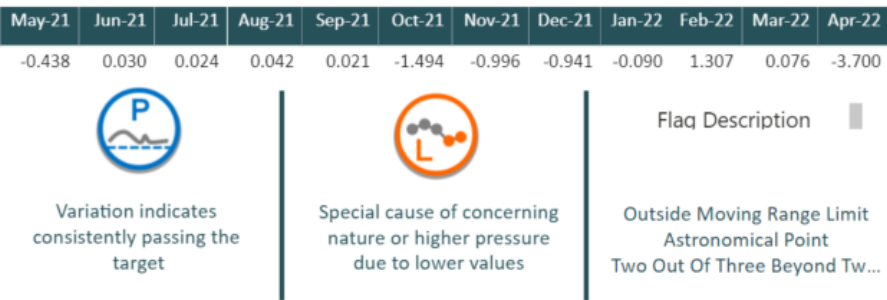 May-21 Jun-21 Jul-21 Aug-21 Sep-21 Oct-21 Nov-21 Dec-21 Jan-22 Feb-22 Mar-22 Apr-22
-0.438 0.030 0.024 0.042 0.021 -1.494 -0.996 -0.941 -0.090 1.307 0.076 -3.700
P
L
Flag Description
Variation indicates
consistently passing the
target
Special cause of concerning
nature or higher pressure
due to lower values
Outside Moving Range Limit
Astronomical Point
Two Out Of Three Beyond Tw...